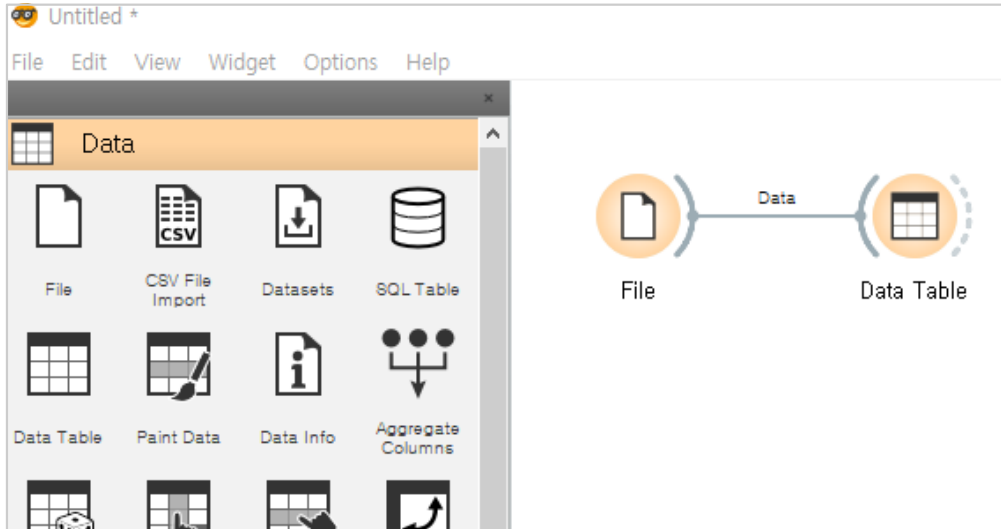 Untitled *
File Edit View Widget Options Help
×
Data
File
CSV
CSV File
Import
Datasets
SQL Table
Data Table
Paint Data
Data Info
Aggregate
Columns
Data
File
Data Table